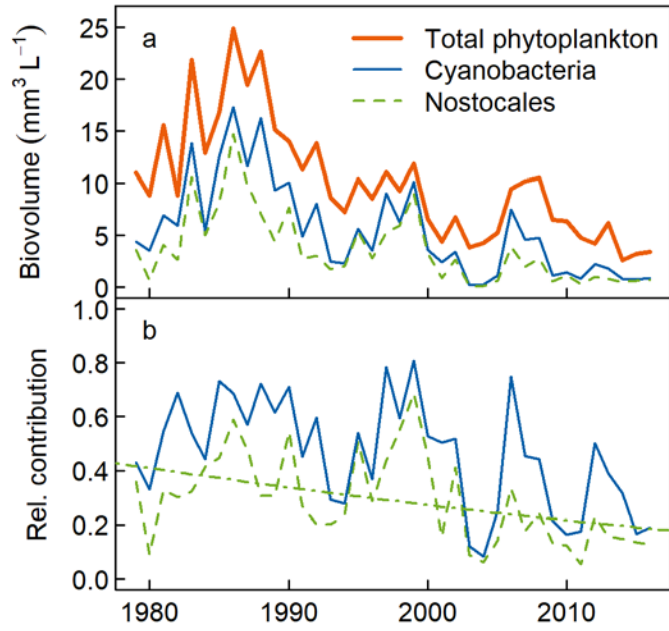 25
20
15
10
5
0
Biovolume (mm³ L⁻¹)
a
Total phytoplankton
Cyanobacteria
Nostocales
1.0
0.8
0.6
0.4
0.2
0.0
Rel. contribution
b
1980 1990 2000 2010